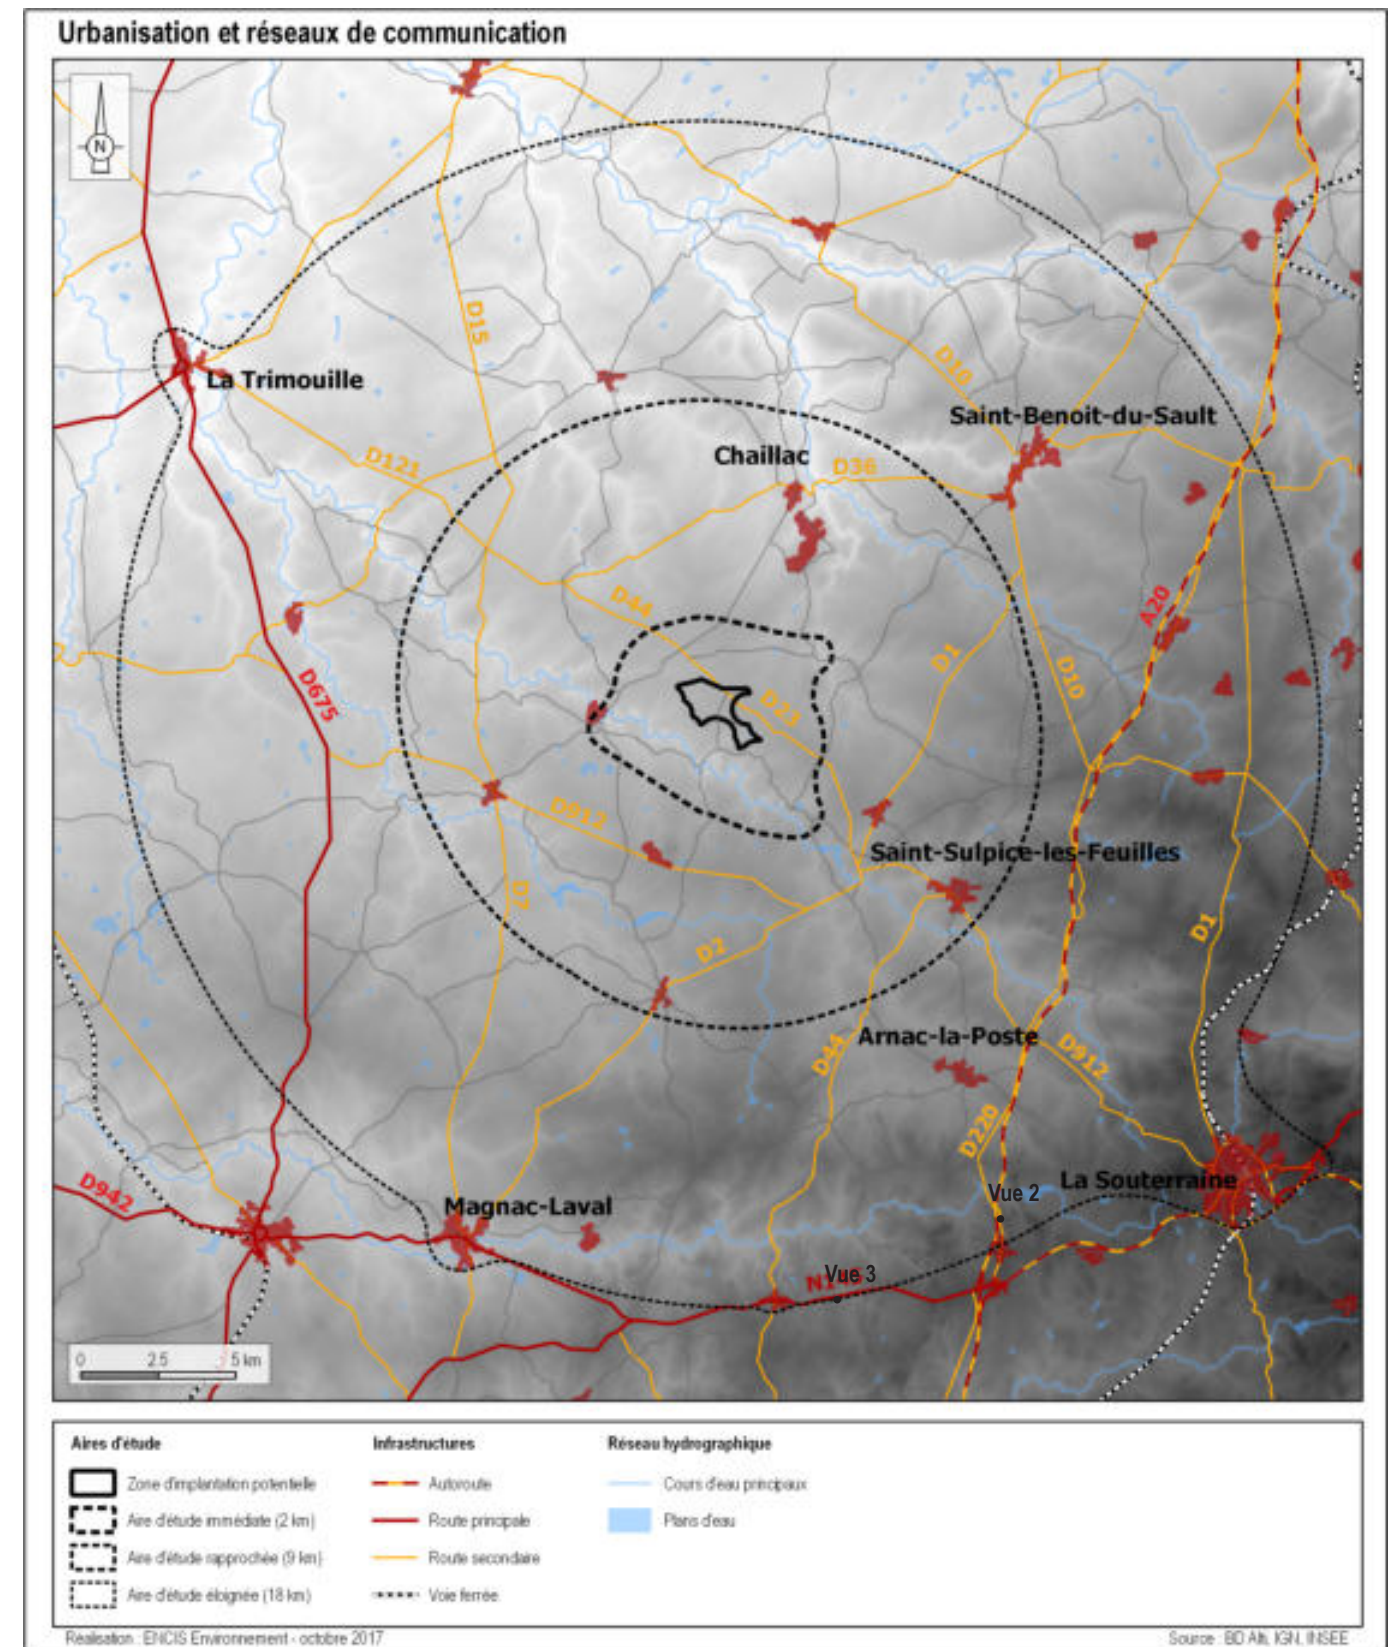 Urbanisation et réseaux de communication
N
D15
La Trimouille
D10
Saint-Benoit-du-Sault
Chaillac
D36
D121
D44
A20
D1
D10
D675
D23
D912
Saint-Sulpice-les-Feuilles
D7
D1
D2
Arnac-la-Poste
D44
D912
D220
La Souterraine
D942
Vue 2
Magnac-Laval
Vue 3
0 2.5 5 km
Aires d'étude
Zone d'implantation potentielle
Aire d'étude immédiate (2 km)
Aire d'étude rapprochée (9 km)
Aire d'étude éloignée (18 km)
Infrastructures
Autoroute
Route principale
Route secondaire
Voie ferrée
Réseau hydrographique
Cours d'eau principaux
Plans d'eau
Réalisation : ENCIS Environnement - octobre 2017
Source : BD Alti, IGN, INSEE